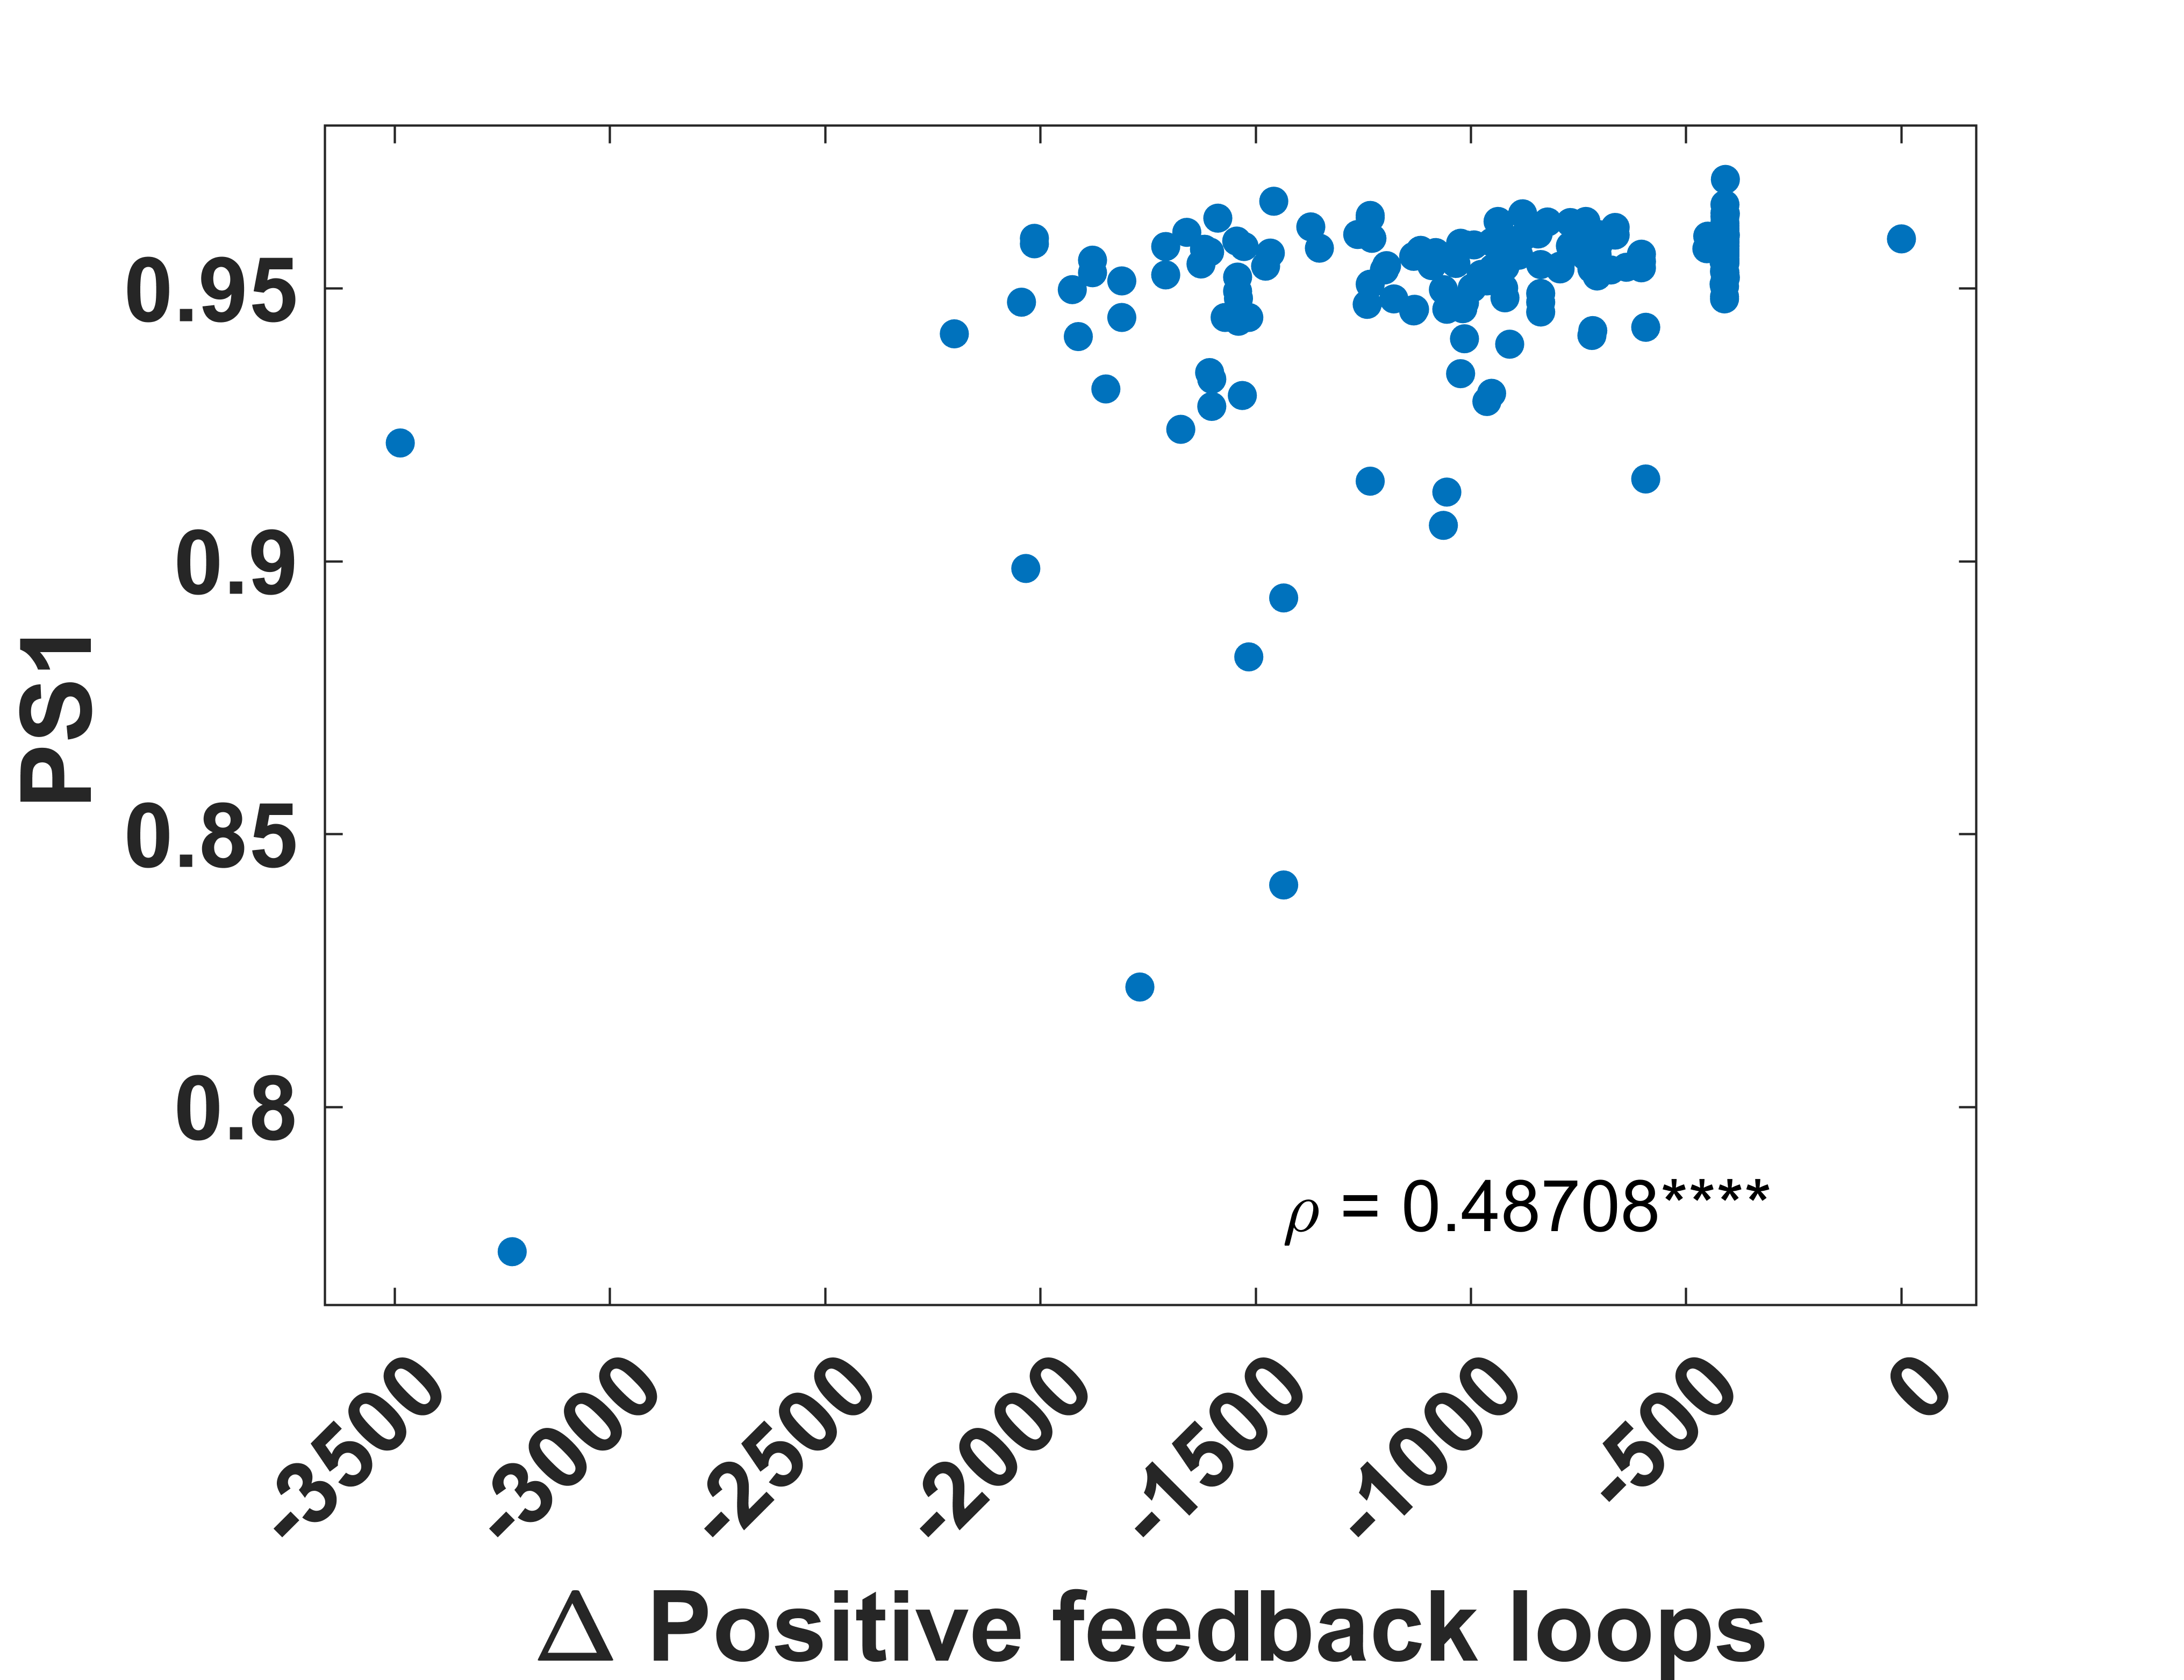 0.95
0.9
0.85
0.8
PS1
ρ = 0.48708****
-3500 -3000 -2500 -2000 -1500 -1000 -500 0
△ Positive feedback loops